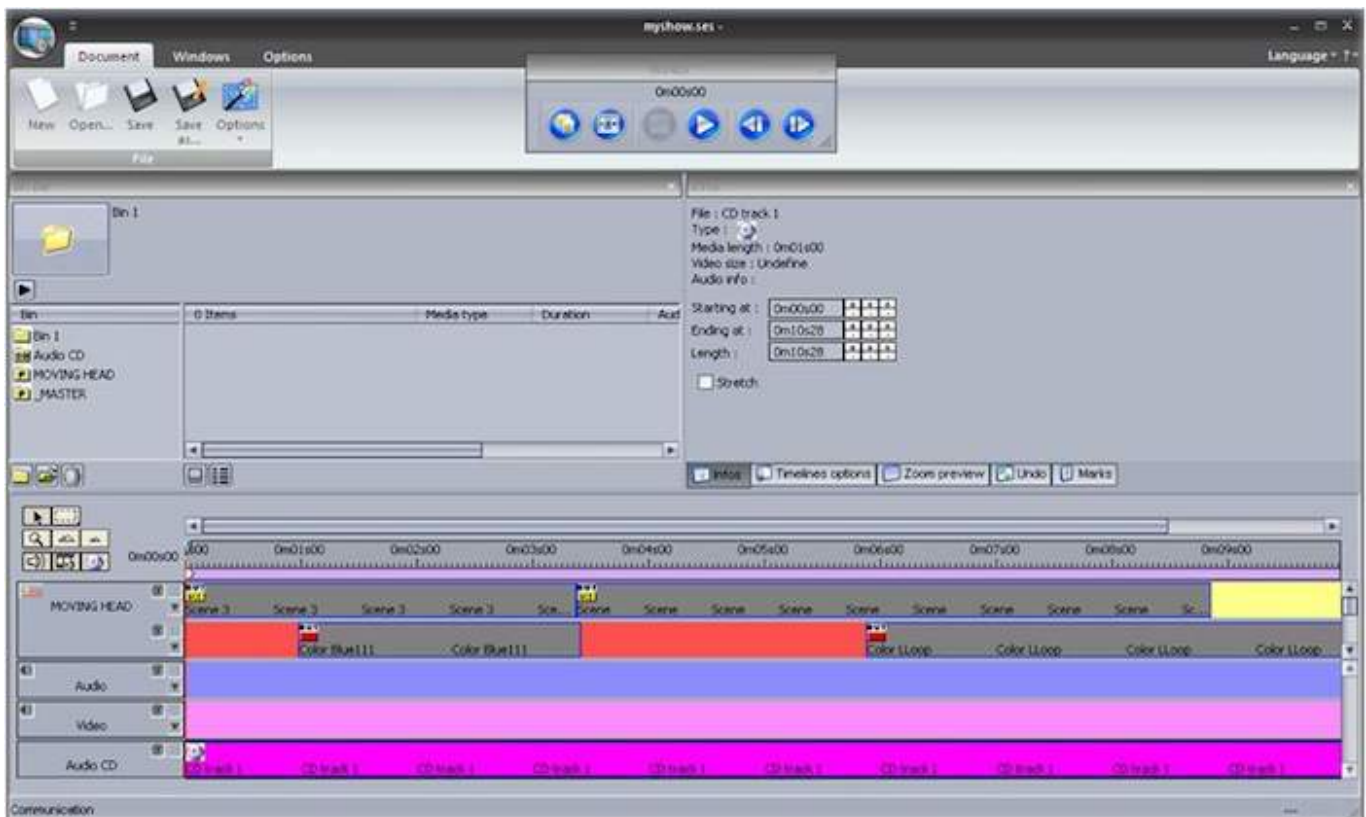 myshow.ses -
Document Windows Options
Language ?
0m00s00
New Open... Save Save as... Options
File
Bin 1
File : CD track 1
Type :
Media length : 0m01s00
Video size : Undefine
Audio info :
Starting at : 0m00s00
Ending at : 0m10s28
Length : 0m10s28
Stretch
Bin 0 Items Media type Duration Aud
Bin 1
Audio CD
MOVING HEAD
_MASTER
Infos Timelines options Zoom preview Undo Marks
0m00s00 0m01s00 0m02s00 0m03s00 0m04s00 0m05s00 0m06s00 0m07s00 0m08s00 0m09s00
MOVING HEAD
Scene 3 Scene 3 Scene 3 Scene 3 Sce... Scene Scene Scene Scene Scene Scene Scene Scene Scene Sc...
Color Blue111 Color Blue111 Color LLoop Color LLoop Color LLoop Color LLoop
Audio
Video
Audio CD
CD track 1 CD track 1 CD track 1 CD track 1 CD track 1 CD track 1 CD track 1 CD track 1 CD track 1 CD track 1
Communication